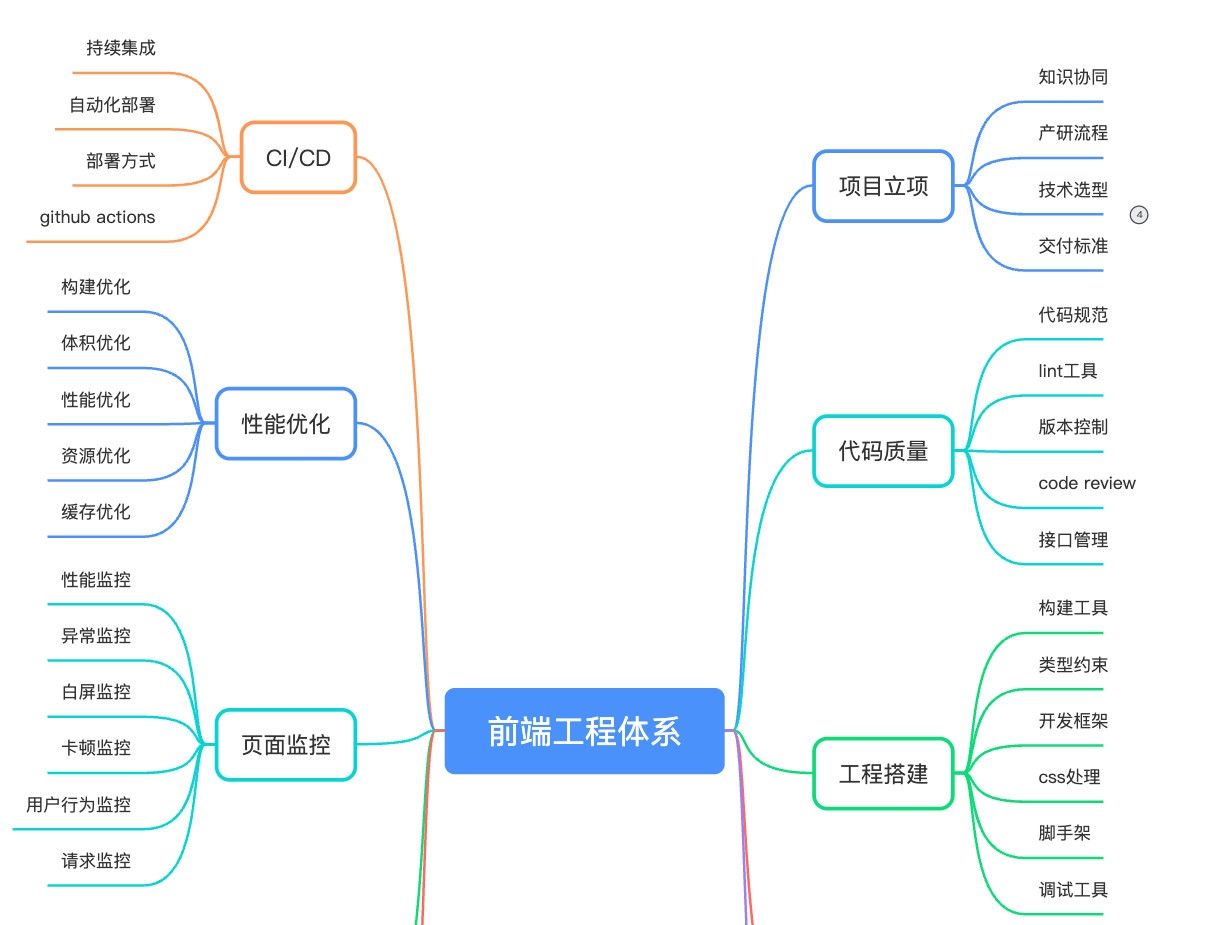 前端工程体系
CI/CD
持续集成
自动化部署
部署方式
github actions
性能优化
构建优化
体积优化
性能优化
资源优化
缓存优化
页面监控
性能监控
异常监控
白屏监控
卡顿监控
用户行为监控
请求监控
项目立项
知识协同
产研流程
技术选型
4
交付标准
代码质量
代码规范
lint工具
版本控制
code review
接口管理
工程搭建
构建工具
类型约束
开发框架
css处理
脚手架
调试工具